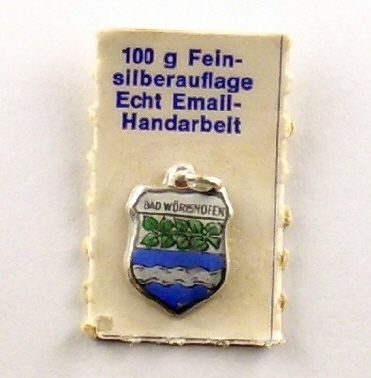 100 g Fein-
silberauflage
Echt Email-
Handarbeit
BAD WÖRISHOFEN